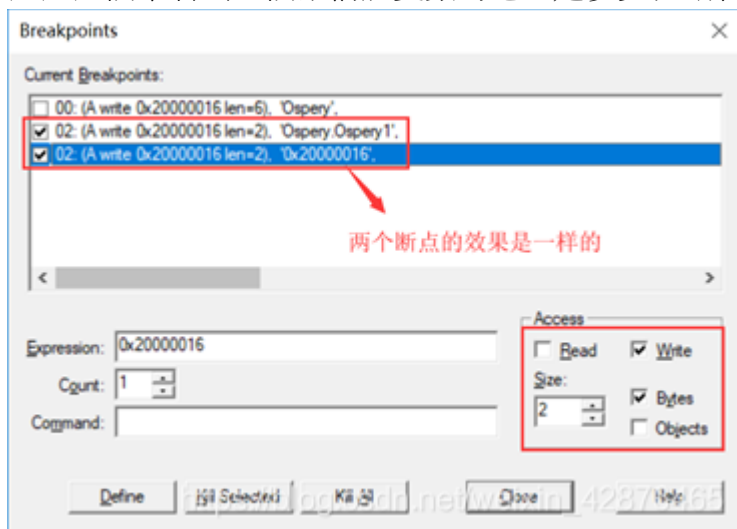 Breakpoints
Current Breakpoints:
00: (A write 0x20000016 len=6), 'Ospery',
02: (A write 0x20000016 len=2), 'Ospery.Ospery1',
02: (A write 0x20000016 len=2), '0x20000016',
两个断点的效果是一样的
Access
Expression: 0x20000016
Read Write
Count: 1
Size:
2
Bytes
Command:
Objects
Define Kill Selected Kill All Close Help